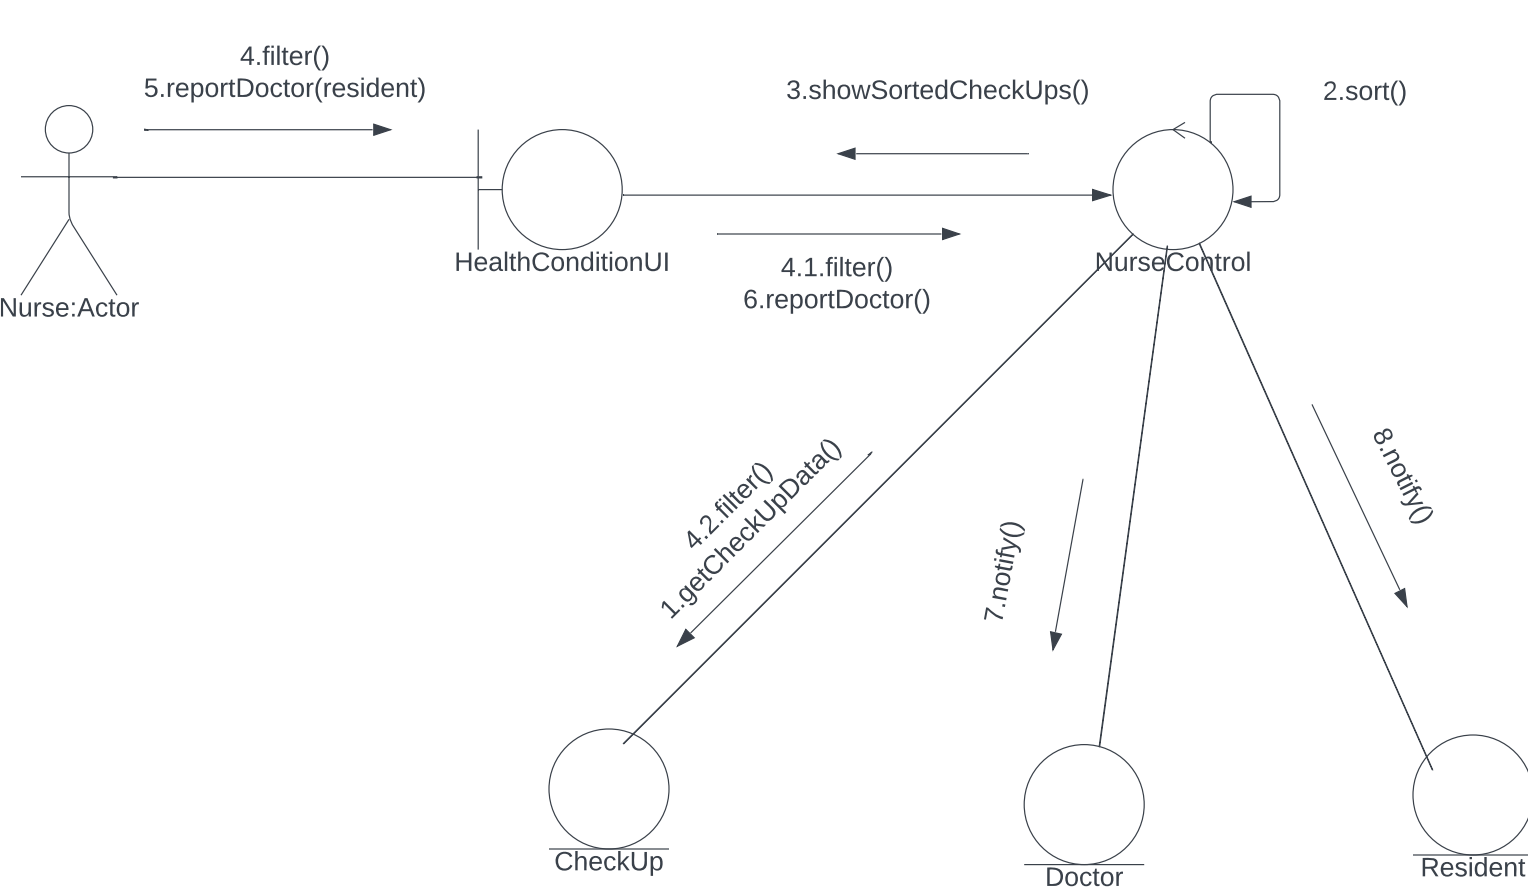 4.filter()
5.reportDoctor(resident)
3.showSortedCheckUps()
2.sort()
HealthConditionUI
NurseControl
4.1.filter()
6.reportDoctor()
Nurse:Actor
4.2.filter()
1.getCheckUpData()
7.notify()
8.notify()
CheckUp
Doctor
Resident